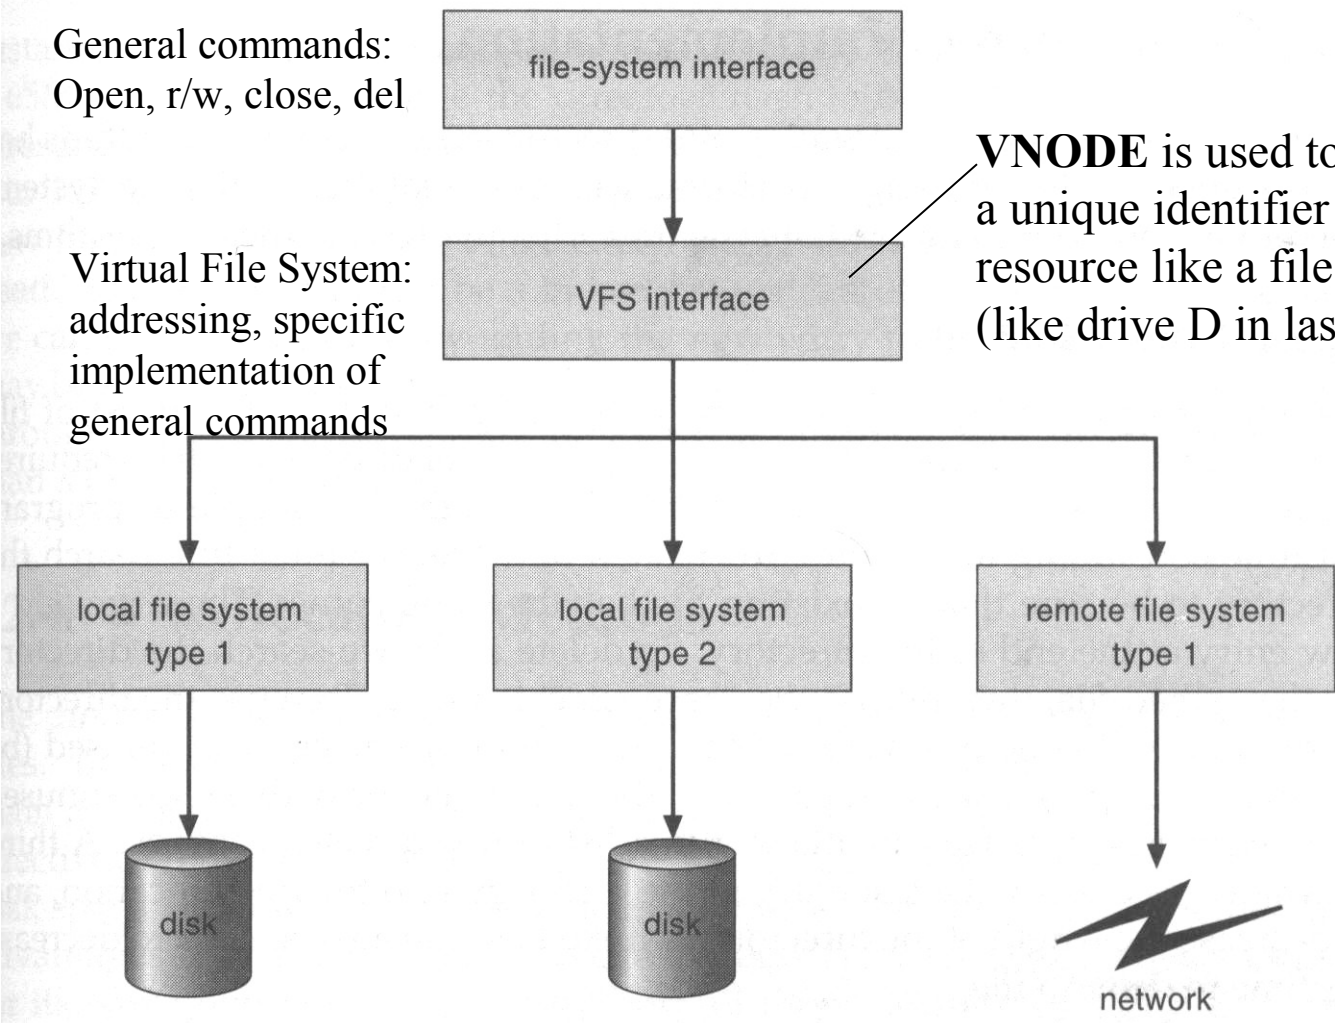 General commands:
Open, r/w, close, del
file-system interface
VNODE is used to
a unique identifier
resource like a file
(like drive D in las
Virtual File System:
addressing, specific
implementation of
general commands
VFS interface
local file system
type 1
local file system
type 2
remote file system
type 1
disk
disk
network